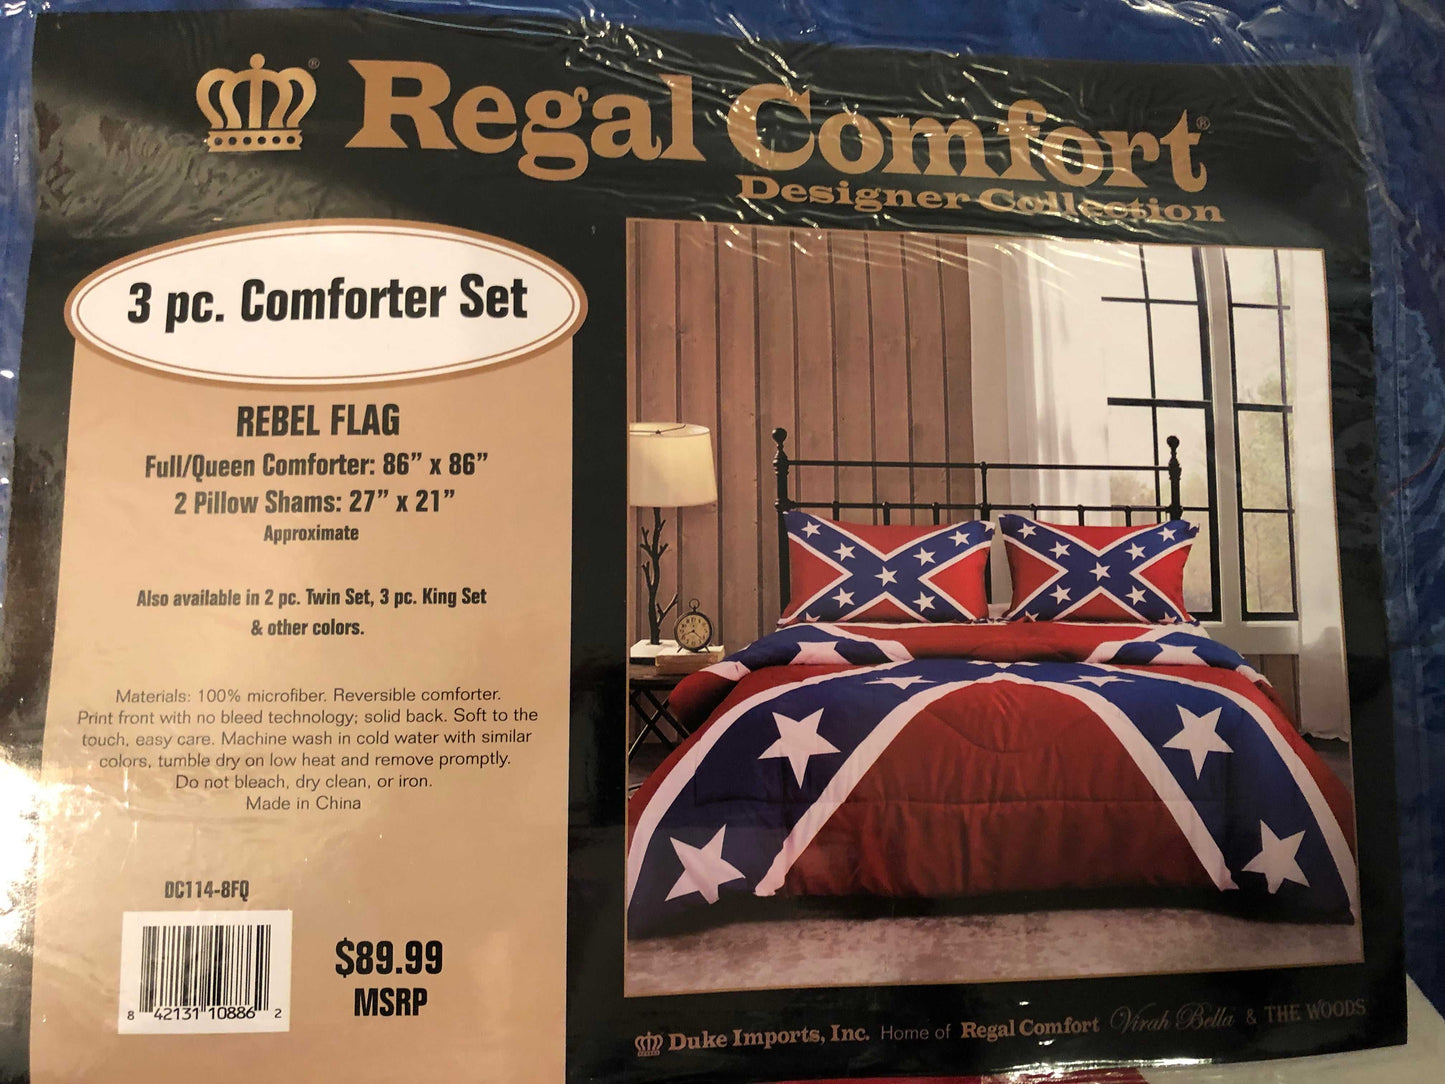 ® Regal Comfort®
Designer Collection
3 pc. Comforter Set
REBEL FLAG
Full/Queen Comforter: 86” x 86”
2 Pillow Shams: 27” x 21”
Approximate
Also available in 2 pc. Twin Set, 3 pc. King Set
& other colors.
Materials: 100% microfiber. Reversible comforter.
Print front with no bleed technology; solid back. Soft to the
touch, easy care. Machine wash in cold water with similar
colors, tumble dry on low heat and remove promptly.
Do not bleach, dry clean, or iron.
Made in China
DC114-8FQ
8 42131 10886 2
$89.99
MSRP
Duke Imports, Inc. Home of Regal Comfort Virah Bella & THE WOODS